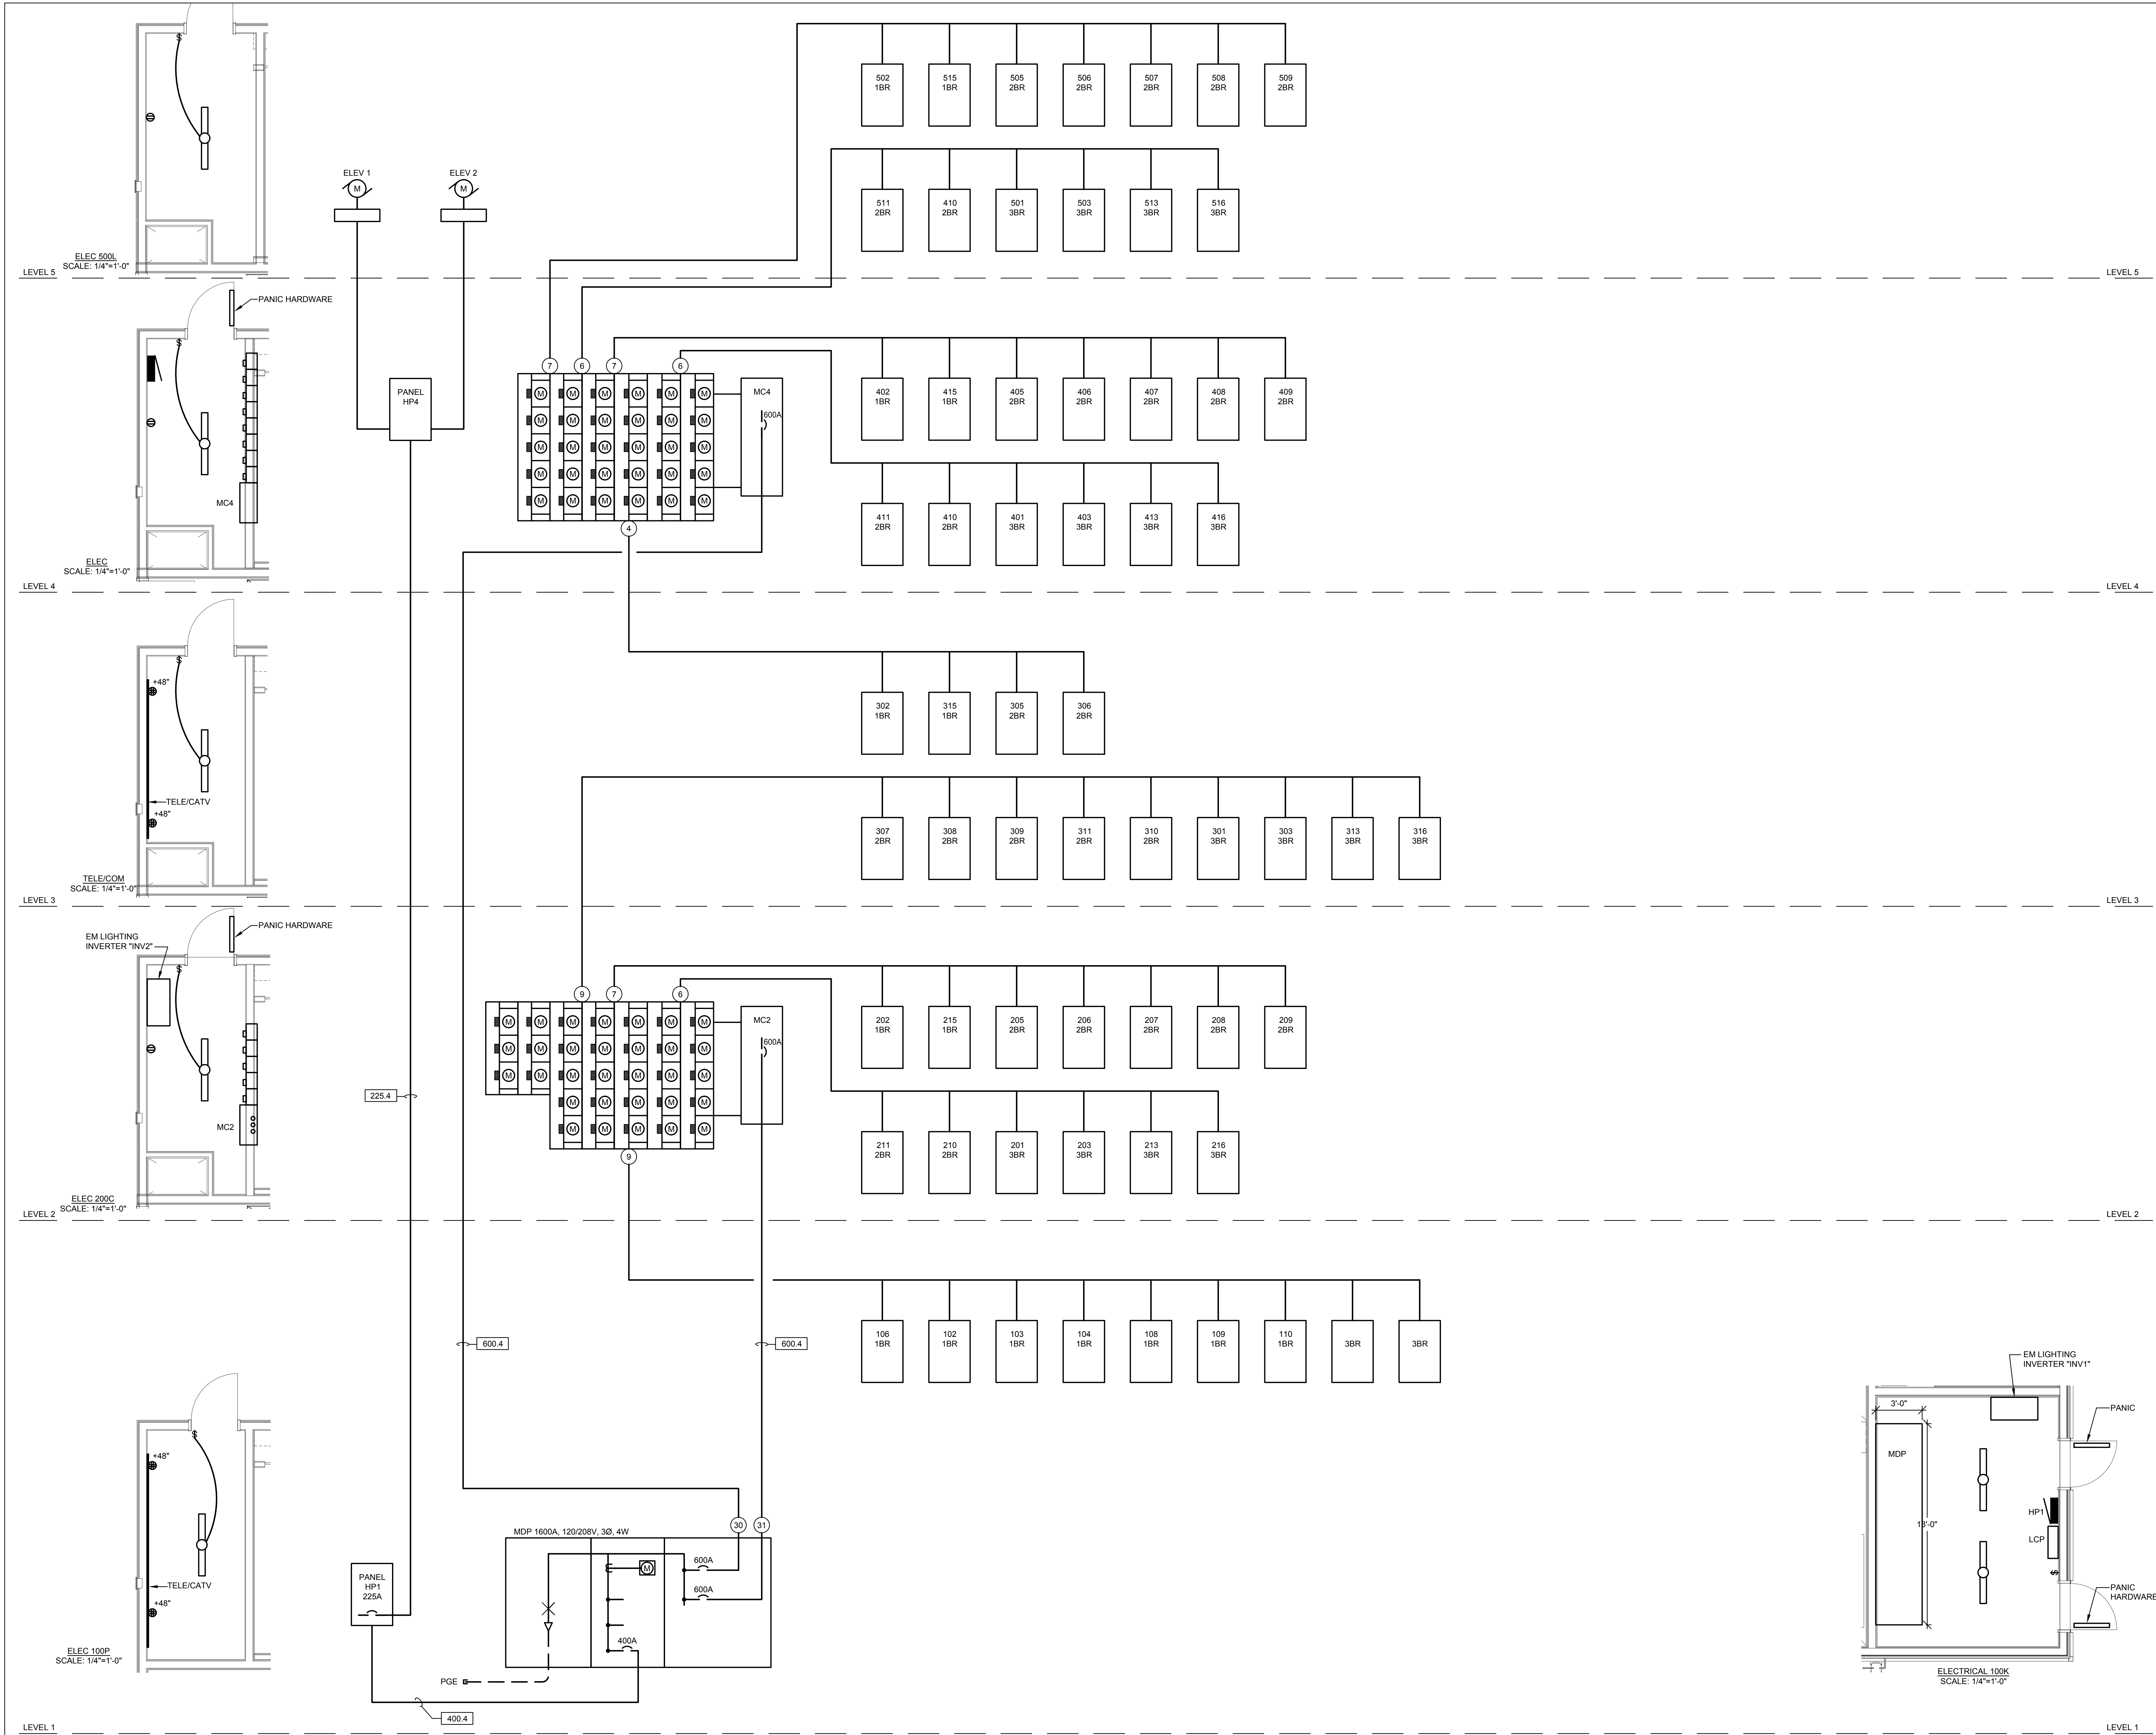 502
1BR
515
1BR
505
2BR
506
2BR
507
2BR
508
2BR
509
2BR
ELEV 1
M
ELEV 2
M
511
2BR
410
2BR
501
3BR
503
3BR
513
3BR
516
3BR
$
ELEC 500L
SCALE: 1/4"=1'-0"
LEVEL 5
LEVEL 5
PANIC HARDWARE
$
MC4
ELEC
SCALE: 1/4"=1'-0"
PANEL
HP4
7
6
7
6
M M M M M M
M M M M M M
M M M M M M
M M M M M M
M M M M M M
4
MC4
600A
402
1BR
415
1BR
405
2BR
406
2BR
407
2BR
408
2BR
409
2BR
411
2BR
410
2BR
401
3BR
403
3BR
413
3BR
416
3BR
LEVEL 4
LEVEL 4
$
+48"
TELE/CATV
+48"
TELE/COM
SCALE: 1/4"=1'-0"
302
1BR
315
1BR
305
2BR
306
2BR
307
2BR
308
2BR
309
2BR
311
2BR
310
2BR
301
3BR
303
3BR
313
3BR
316
3BR
LEVEL 3
LEVEL 3
PANIC HARDWARE
EM LIGHTING
INVERTER "INV2"
$
MC2
ELEC 200C
SCALE: 1/4"=1'-0"
225.4
9
7
6
M M M M M M M
M M M M M M M
M M M M M M M
M M M M M
M M M M M
9
MC2
600A
202
1BR
215
1BR
205
2BR
206
2BR
207
2BR
208
2BR
209
2BR
211
2BR
210
2BR
201
3BR
203
3BR
213
3BR
216
3BR
LEVEL 2
LEVEL 2
600.4
600.4
106
1BR
102
1BR
103
1BR
104
1BR
108
1BR
109
1BR
110
1BR
3BR
3BR
$
+48"
TELE/CATV
+48"
ELEC 100P
SCALE: 1/4"=1'-0"
PANEL
HP1
225A
MDP 1600A, 120/208V, 3Ø, 4W
30
31
M
600A
600A
400A
PGE
400.4
EM LIGHTING
INVERTER "INV1"
3'-0"
PANIC
MDP
HP1
13'-0"
LCP
$
PANIC
HARDWARE
ELECTRICAL 100K
SCALE: 1/4"=1'-0"
LEVEL 1
LEVEL 1